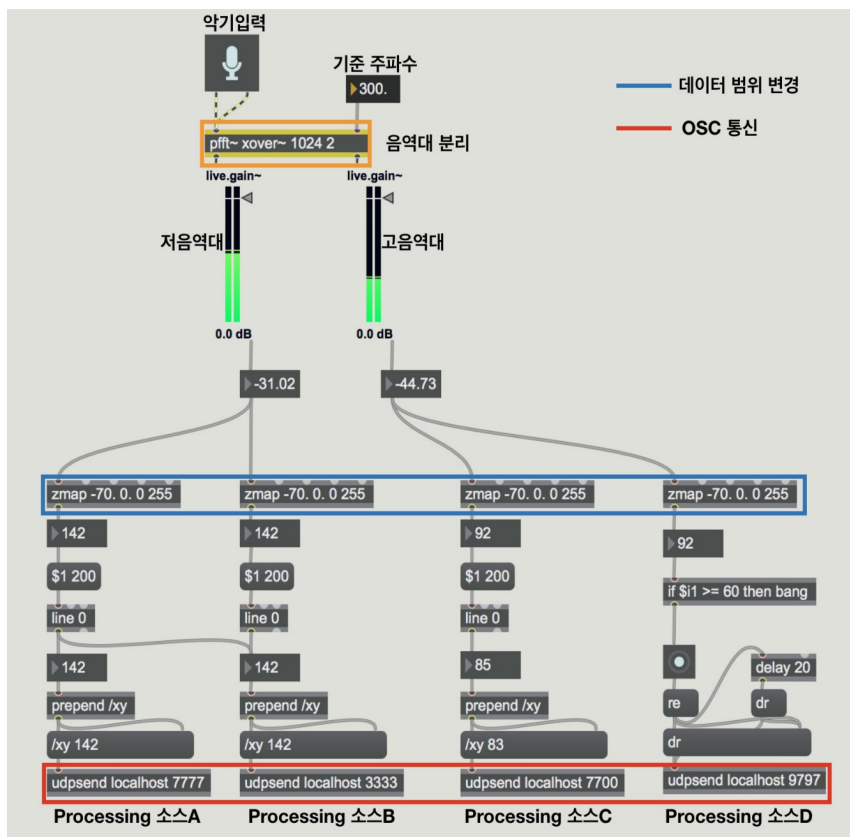 악기입력
기준 주파수
300.
데이터 범위 변경
OSC 통신
pfft~ xover~ 1024 2
음역대 분리
live.gain~
live.gain~
저음역대
고음역대
0.0 dB
0.0 dB
-31.02
-44.73
zmap -70. 0. 0 255
zmap -70. 0. 0 255
zmap -70. 0. 0 255
zmap -70. 0. 0 255
142
142
92
92
$1 200
$1 200
$1 200
if $i1 >= 60 then bang
line 0
line 0
line 0
142
142
85
delay 20
prepend /xy
prepend /xy
prepend /xy
re
dr
/xy 142
/xy 142
/xy 83
dr
udpsend localhost 7777
udpsend localhost 3333
udpsend localhost 7700
udpsend localhost 9797
Processing 소스A
Processing 소스B
Processing 소스C
Processing 소스D